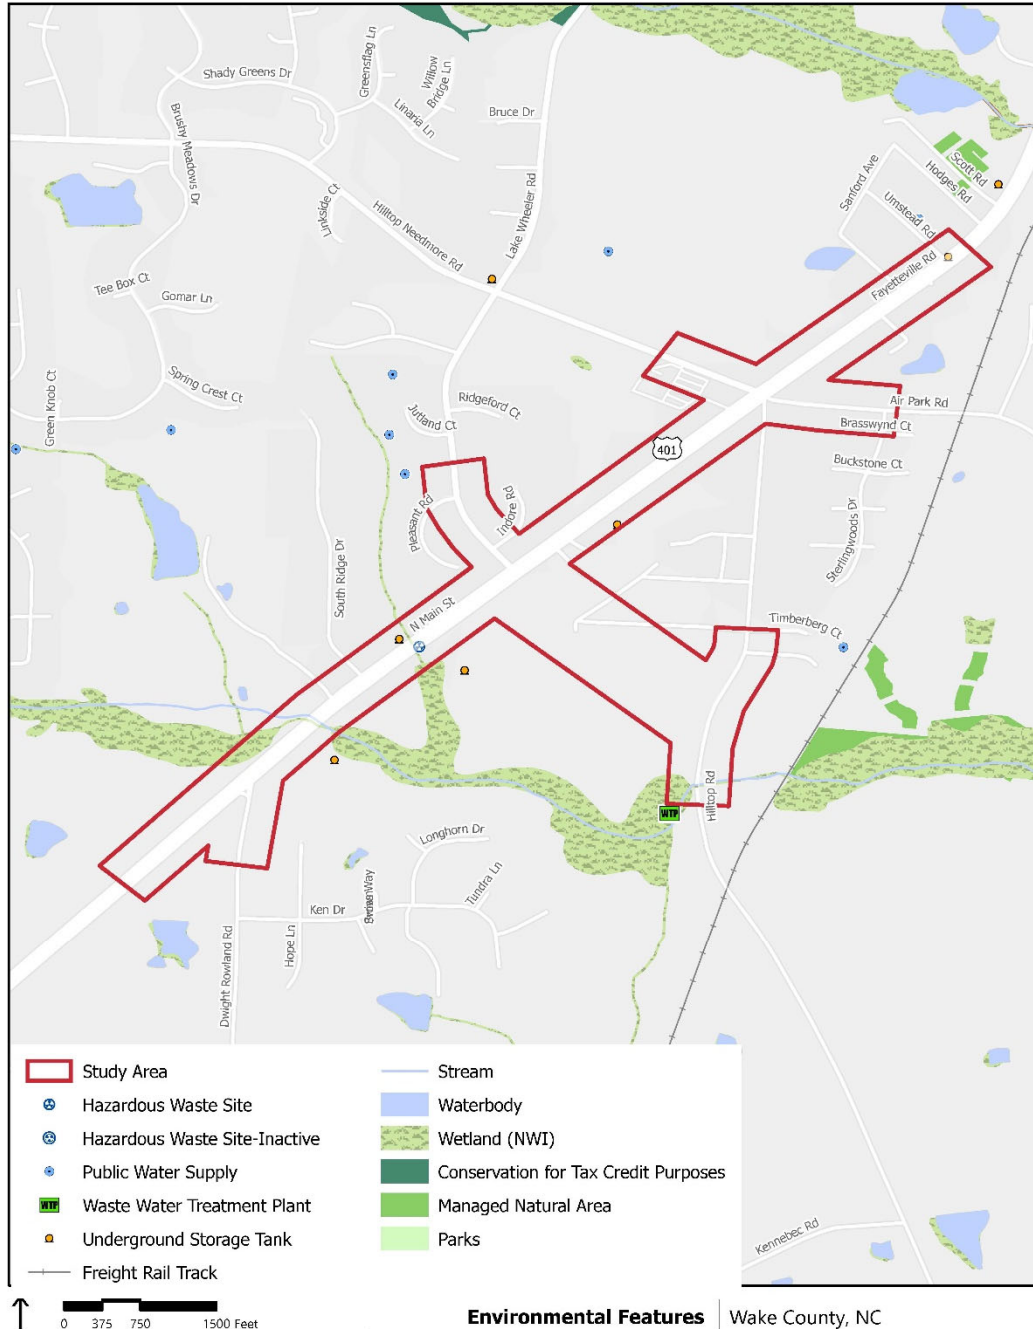 Shady Greens Dr
Greensflag Ln
Willow
Bridge Ln
Linaria Ln
Bruce Dr
Brushy Meadows Dr
Linkside Ct
Hilltop Needmore Rd
Lake Wheeler Rd
Sanford Ave
Scott Rd
Hodges Rd
Umstead Rd
Fayetteville Rd
Tee Box Ct
Gomar Ln
Spring Crest Ct
Green Knob Ct
Jutland Ct
Ridgeford Ct
Air Park Rd
Brasswynd Ct
401
Buckstone Ct
Pleasant Rd
Indore Rd
Sterlingwoods Dr
South Ridge Dr
N Main St
Timberberg Ct
Hilltop Rd
WTP
Longhorn Dr
Tundra Ln
Ken Dr
Hope Ln
Dwight Rowland Rd
Kennebec Rd
Study Area
Hazardous Waste Site
Hazardous Waste Site-Inactive
Public Water Supply
WTP Waste Water Treatment Plant
Underground Storage Tank
Freight Rail Track
Stream
Waterbody
Wetland (NWI)
Conservation for Tax Credit Purposes
Managed Natural Area
Parks
0 375 750 1500 Feet
Environmental Features
Wake County, NC